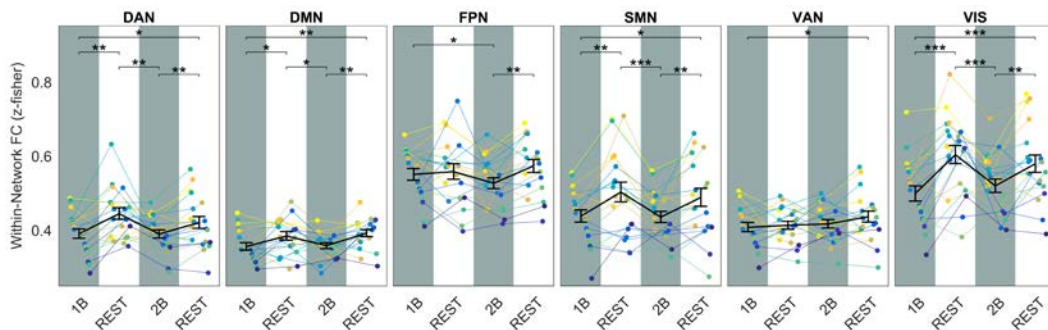 DAN DMN FPN SMN VAN VIS
* ** * * * ***
** * ** ***
** * ** *** ** *** ** ***  **
Within-Network FC (z-fisher)
0.8
0.6
0.4
1B REST 2B REST 1B REST 2B REST 1B REST 2B REST 1B REST 2B REST 1B REST 2B REST 1B REST 2B REST